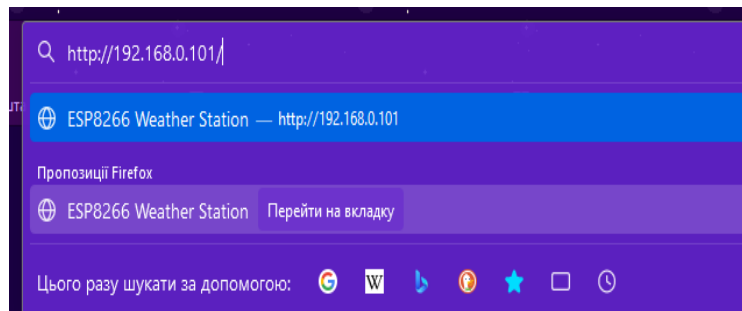 http://192.168.0.101/
ESP8266 Weather Station — http://192.168.0.101
Пропозиції Firefox
ESP8266 Weather Station Перейти на вкладку
Цього разу шукати за допомогою: G W